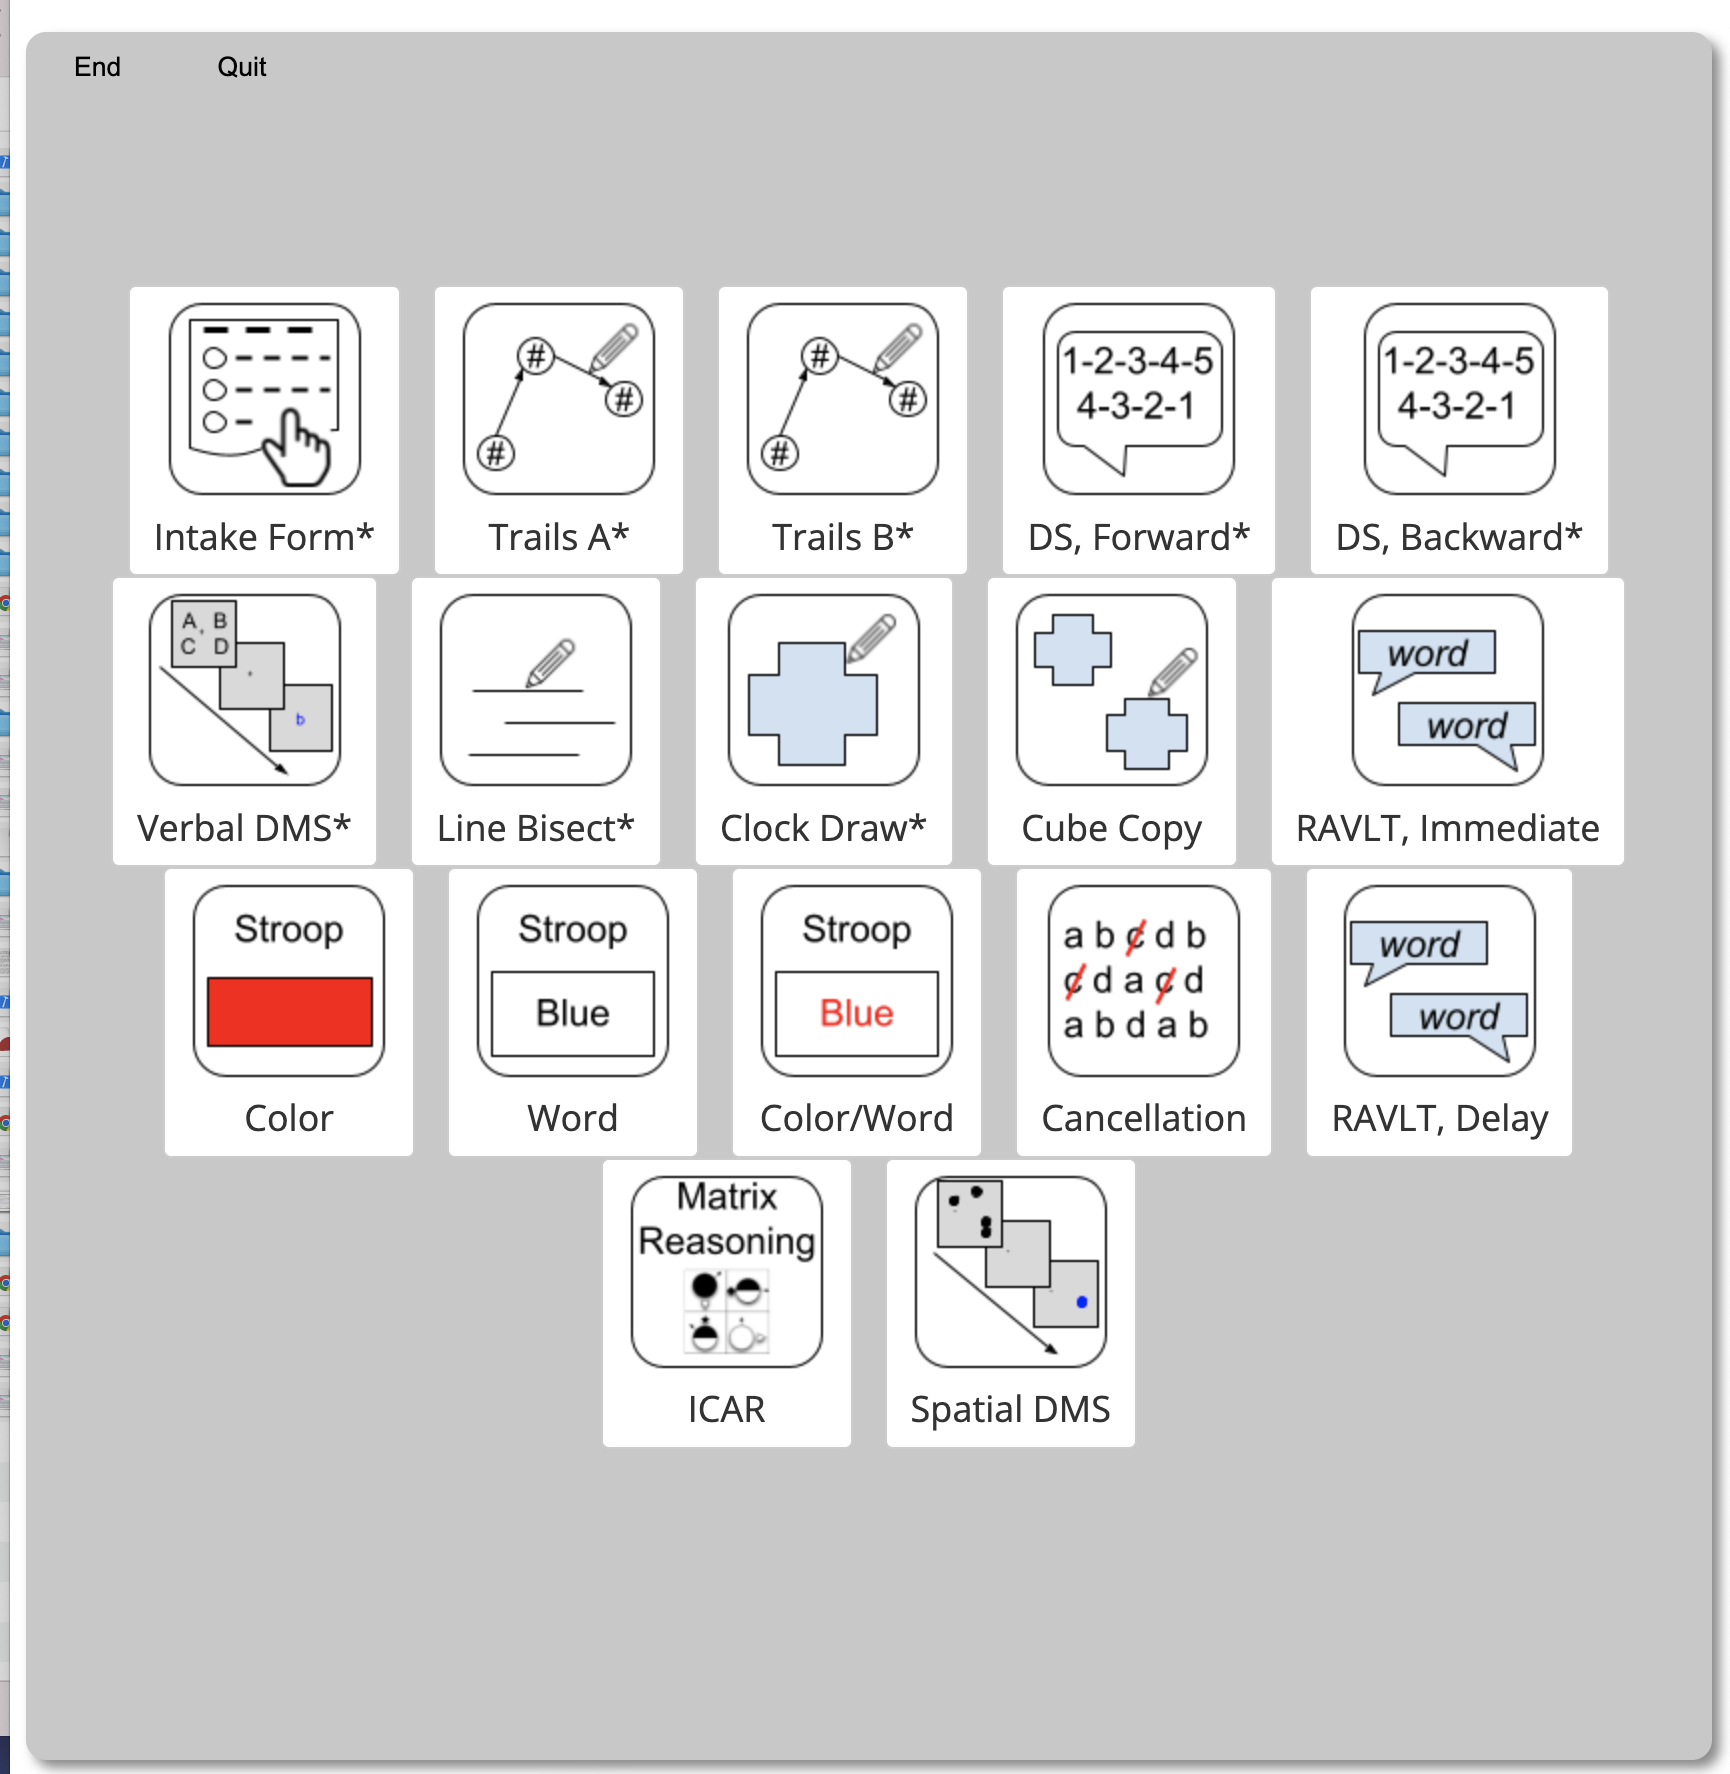 End Quit
# # #
# # #
1-2-3-4-5
4-3-2-1
1-2-3-4-5
4-3-2-1
Intake Form* Trails A* Trails B* DS, Forward* DS, Backward*
A B
C D
b
word
word
Verbal DMS* Line Bisect* Clock Draw* Cube Copy RAVLT, Immediate
Stroop
Stroop
Blue
Stroop
Blue
a b c d b
c d a c d
a b d a b
word
word
Color Word Color/Word Cancellation RAVLT, Delay
Matrix
Reasoning
ICAR Spatial DMS